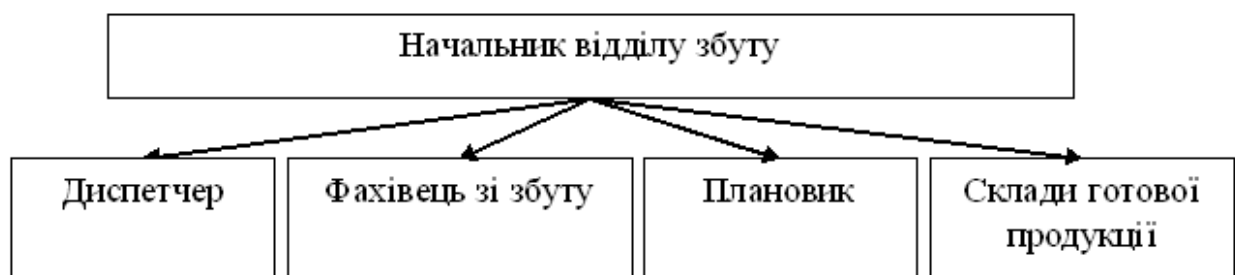 Начальник відділу збуту
Диспетчер
Фахівець зі збуту
Плановик
Склади готової
продукції